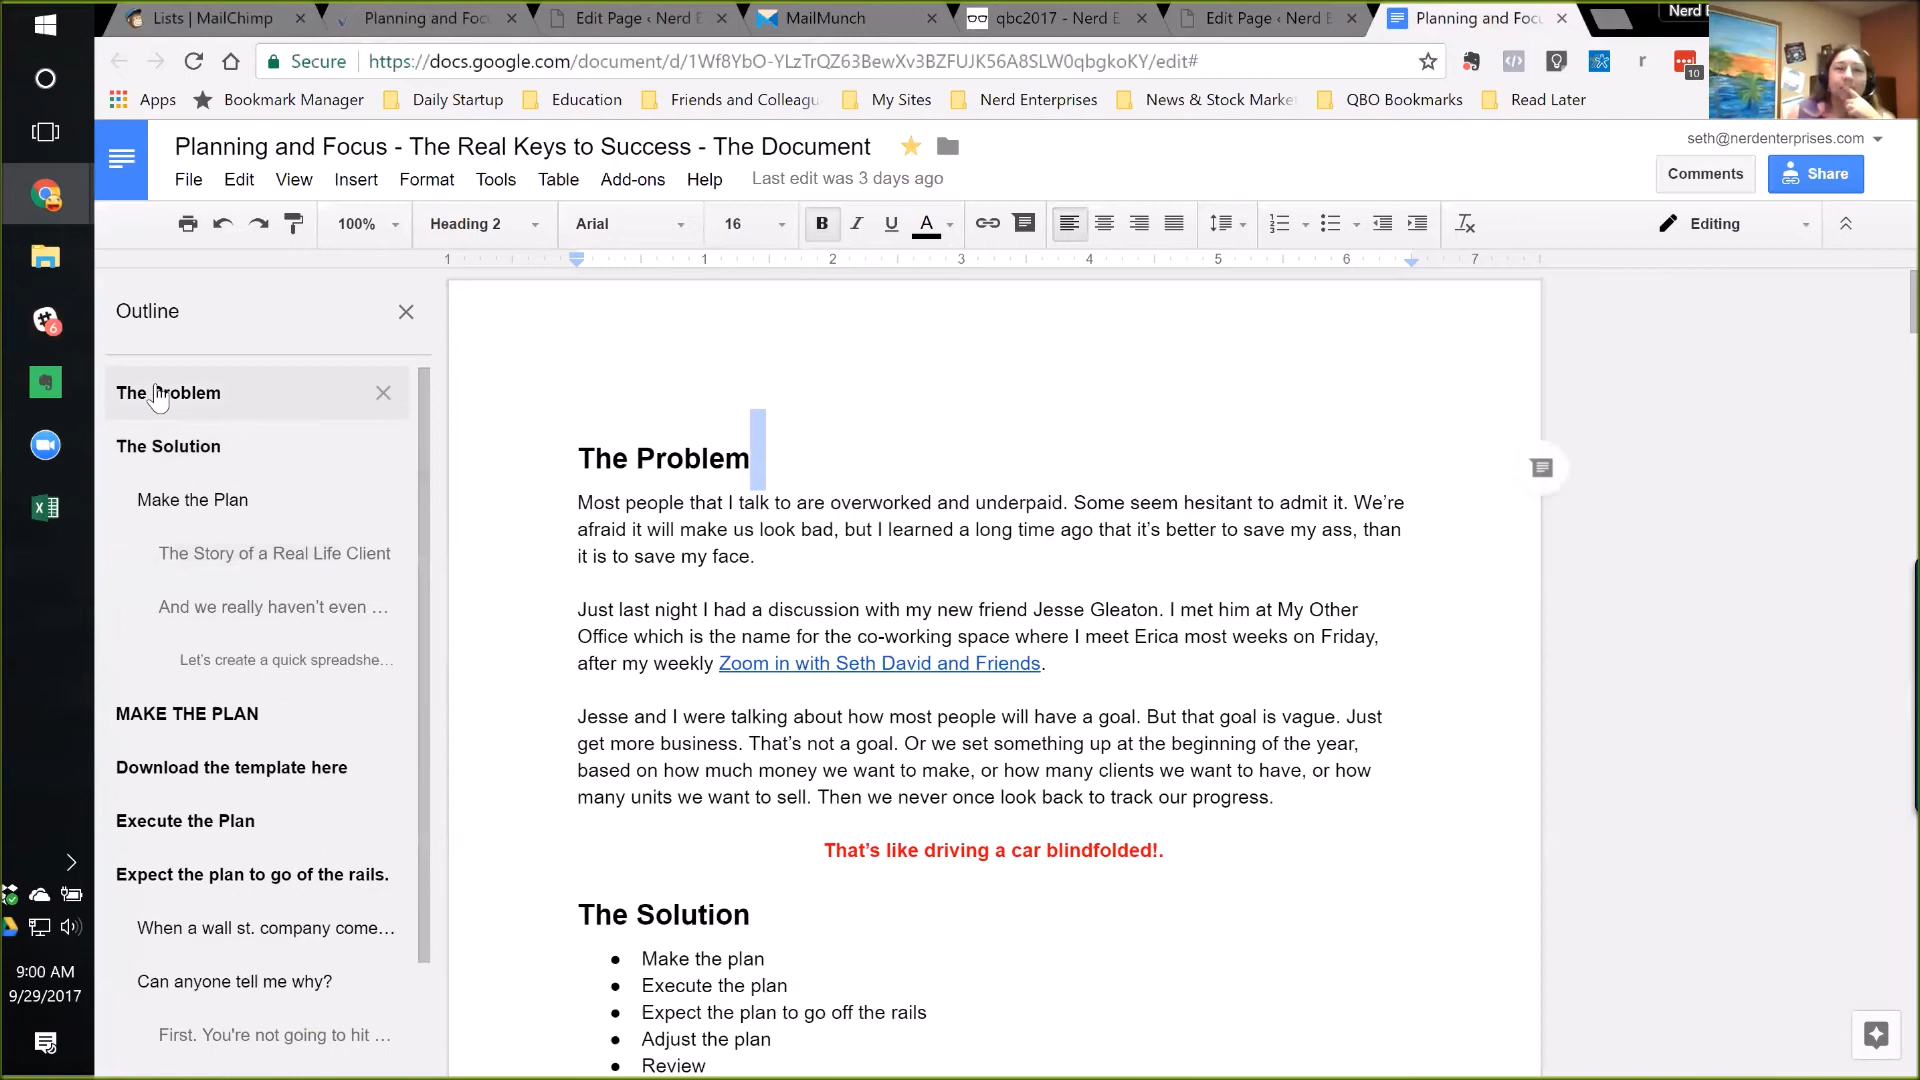 Lists | MailChimp
Planning and Foc
Edit Page ‹ Nerd E
MailMunch
qbc2017 - Nerd E
Edit Page ‹ Nerd E
Planning and Foc
Nerd E
Secure
https://docs.google.com/document/d/1Wf8YbO-YLzTrQZ63BewXv3BZFUJK56A8SLW0qbgkoKY/edit#
10
Apps
Bookmark Manager
Daily Startup
Education
Friends and Colleagu
My Sites
Nerd Enterprises
News & Stock Market
QBO Bookmarks
Read Later
Planning and Focus - The Real Keys to Success - The Document
seth@nerdenterprises.com
File Edit View Insert Format Tools Table Add-ons Help
Last edit was 3 days ago
Comments
Share
100%
Heading 2
Arial
16
B I U A
Editing
1 1 2 3 4 5 6 7
Outline
The Problem
The Solution
Make the Plan
The Story of a Real Life Client
And we really haven't even …
Let's create a quick spreadshe…
MAKE THE PLAN
Download the template here
Execute the Plan
Expect the plan to go of the rails.
When a wall st. company come…
Can anyone tell me why?
First. You're not going to hit …
The Problem
Most people that I talk to are overworked and underpaid. Some seem hesitant to admit it. We're
afraid it will make us look bad, but I learned a long time ago that it's better to save my ass, than
it is to save my face.
Just last night I had a discussion with my new friend Jesse Gleaton. I met him at My Other
Office which is the name for the co-working space where I meet Erica most weeks on Friday,
after my weekly Zoom in with Seth David and Friends.
Jesse and I were talking about how most people will have a goal. But that goal is vague. Just
get more business. That's not a goal. Or we set something up at the beginning of the year,
based on how much money we want to make, or how many clients we want to have, or how
many units we want to sell. Then we never once look back to track our progress.
That's like driving a car blindfolded!.
The Solution
● Make the plan
● Execute the plan
● Expect the plan to go off the rails
● Adjust the plan
● Review
6
9:00 AM
9/29/2017